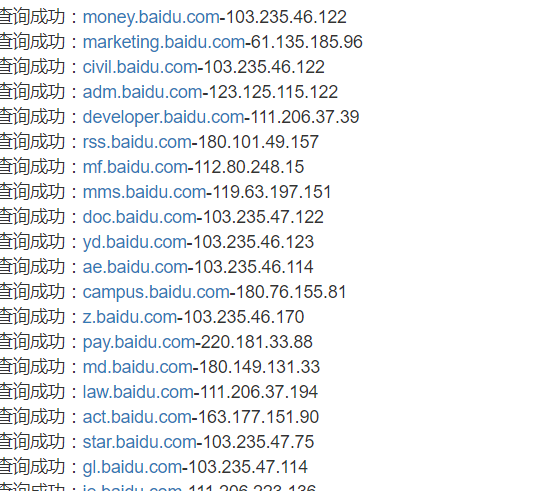 查询成功：money.baidu.com-103.235.46.122
查询成功：marketing.baidu.com-61.135.185.96
查询成功：civil.baidu.com-103.235.46.122
查询成功：adm.baidu.com-123.125.115.122
查询成功：developer.baidu.com-111.206.37.39
查询成功：rss.baidu.com-180.101.49.157
查询成功：mf.baidu.com-112.80.248.15
查询成功：mms.baidu.com-119.63.197.151
查询成功：doc.baidu.com-103.235.47.122
查询成功：yd.baidu.com-103.235.46.123
查询成功：ae.baidu.com-103.235.46.114
查询成功：campus.baidu.com-180.76.155.81
查询成功：z.baidu.com-103.235.46.170
查询成功：pay.baidu.com-220.181.33.88
查询成功：md.baidu.com-180.149.131.33
查询成功：law.baidu.com-111.206.37.194
查询成功：act.baidu.com-163.177.151.90
查询成功：star.baidu.com-103.235.47.75
查询成功：gl.baidu.com-103.235.47.114
查询成功：